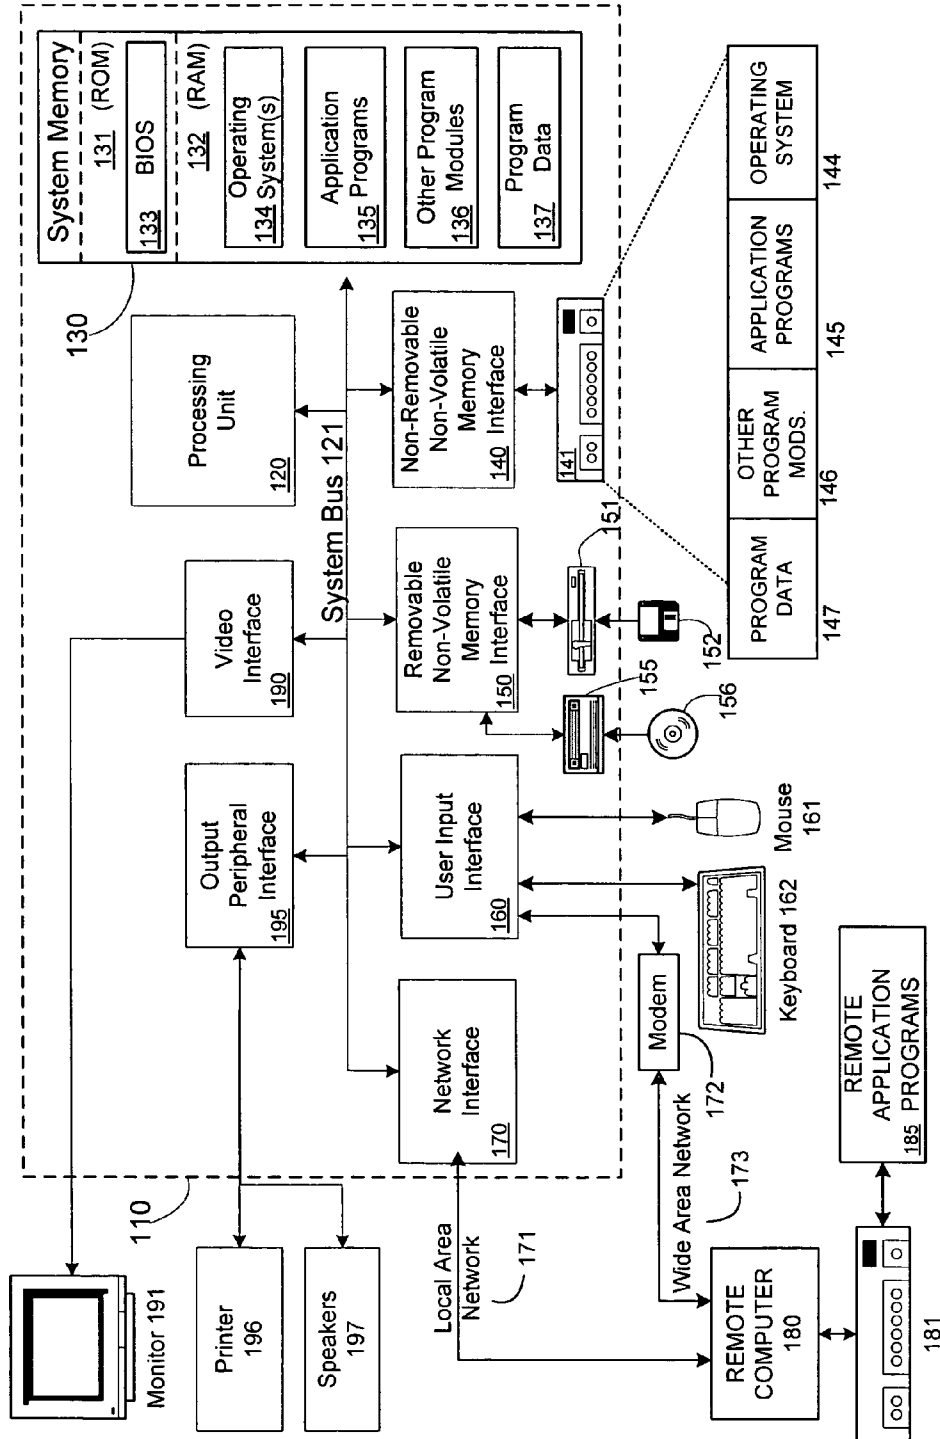 System Memory
131 (ROM)
133 BIOS
132 (RAM)
Operating
134 System(s)
Application
135 Programs
Other Program
136 Modules
Program
137 Data
130
Processing
Unit
120
System Bus 121
Non-Removable
Non-Volatile
Memory
140 Interface
141
Video
Interface
190
Removable
Non-Volatile
Memory
150 Interface
151
152
155
156
Output
Peripheral
Interface
195
User Input
Interface
160
Network
Interface
170
110
Monitor 191
Printer
196
Speakers
197
Local Area
Network
171
Wide Area Network
173
Modem
172
Mouse
161
Keyboard 162
OPERATING
SYSTEM
144
APPLICATION
PROGRAMS
145
OTHER
PROGRAM
MODS.
146
PROGRAM
DATA
147
REMOTE
COMPUTER
180
181
REMOTE
APPLICATION
185 PROGRAMS